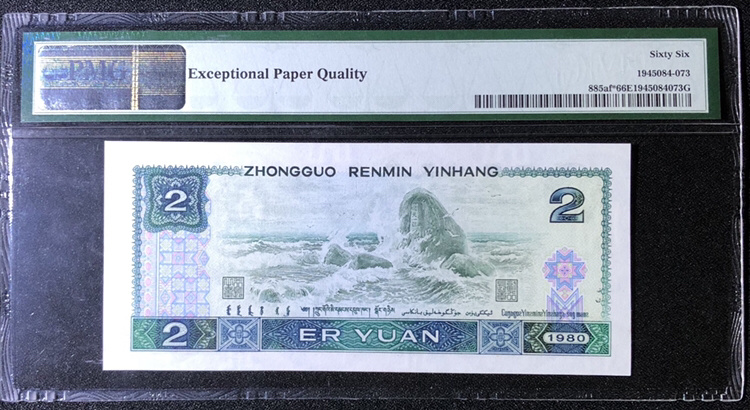 PMG
Exceptional Paper Quality
Sixty Six
1945084-073
885af*66E1945084073G
ZHONGGUO RENMIN YINHANG
2
2
2
ER YUAN
1980